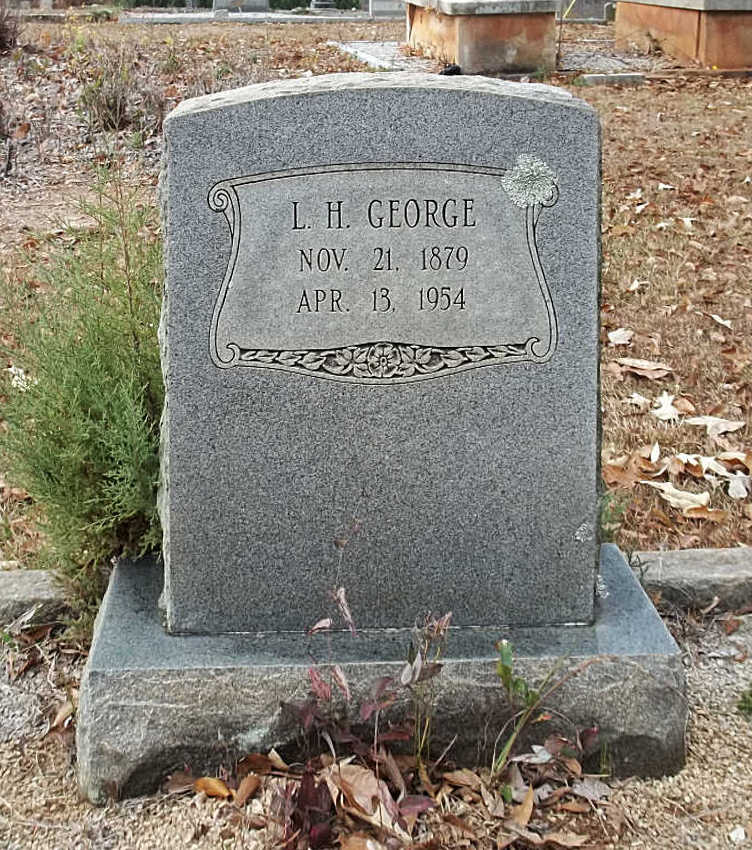 L. H. GEORGE
NOV. 21, 1879
APR. 13, 1954